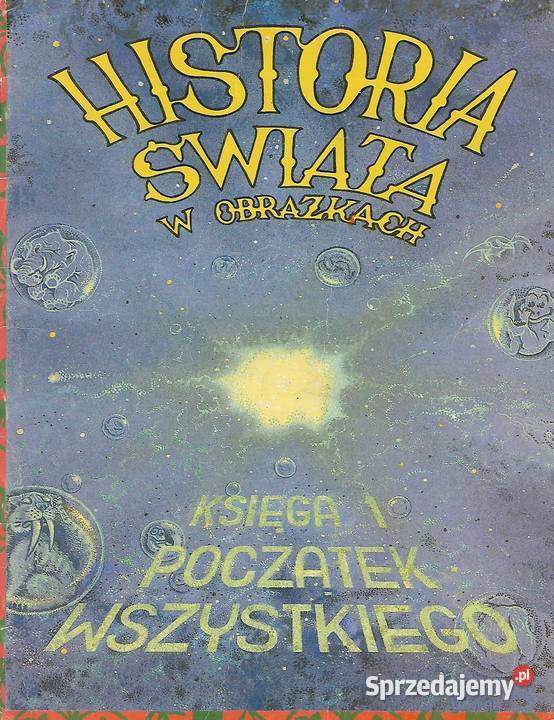 HISTORIA
ŚWIATA
W OBRAZKACH
KSIĘGA 1
POCZĄTEK
WSZYSTKIEGO
Sprzedajemy.pl